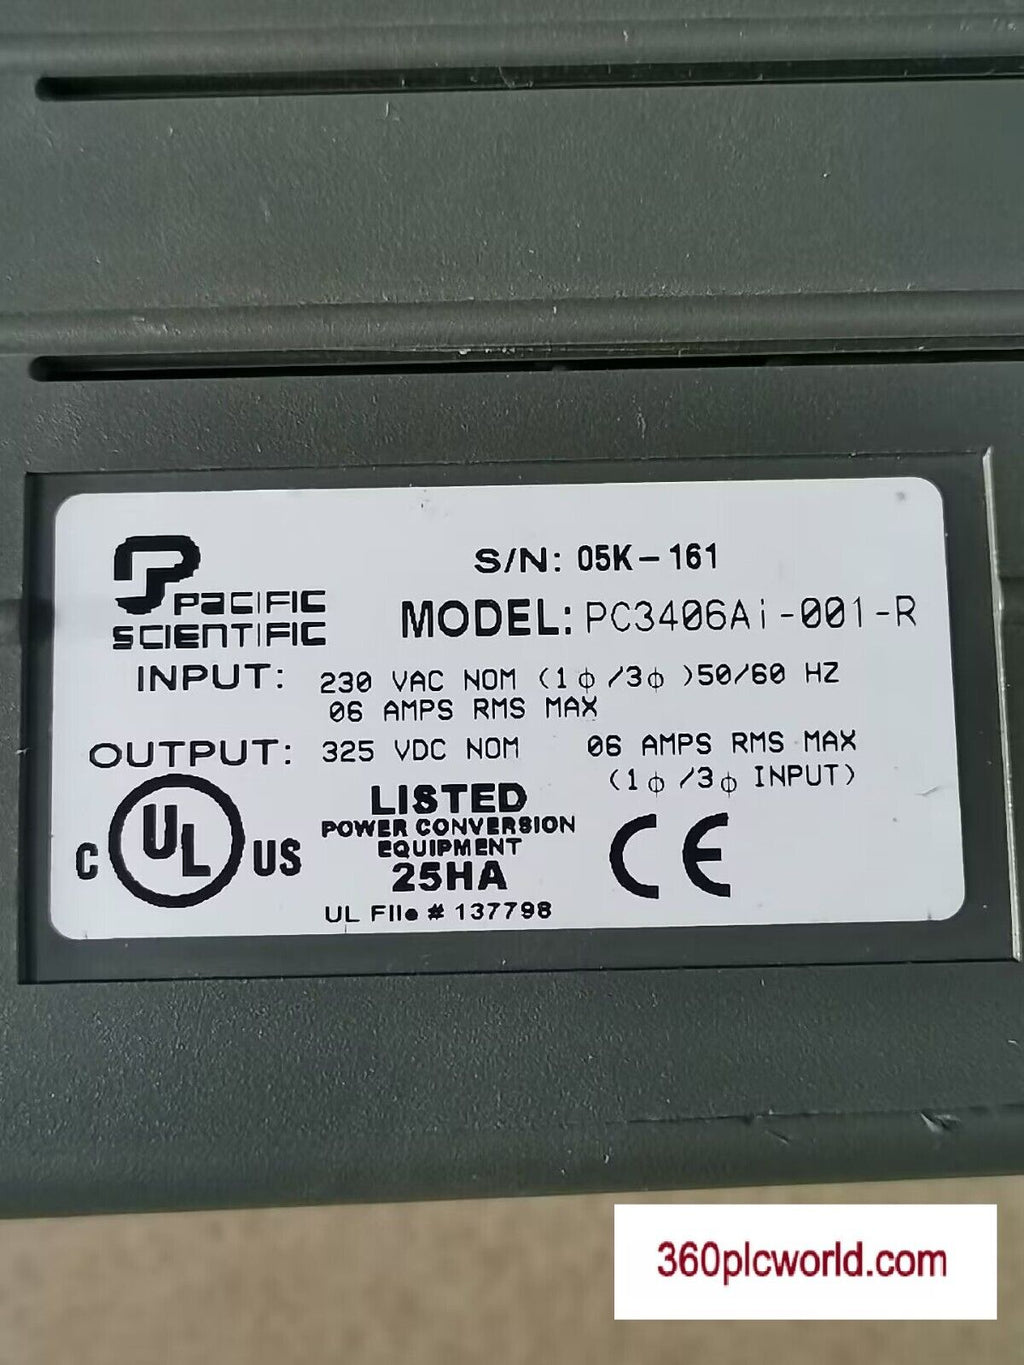 S/N: 05K-161
PACIFIC
SCIENTIFIC
MODEL: PC3406Ai-001-R
INPUT: 230 VAC NOM (1ϕ/3ϕ)50/60 HZ
06 AMPS RMS MAX
OUTPUT: 325 VDC NOM 06 AMPS RMS MAX
(1ϕ/3ϕ INPUT)
C UL US
LISTED
POWER CONVERSION
EQUIPMENT
25HA
UL File # 137798
CE
360plcworld.com